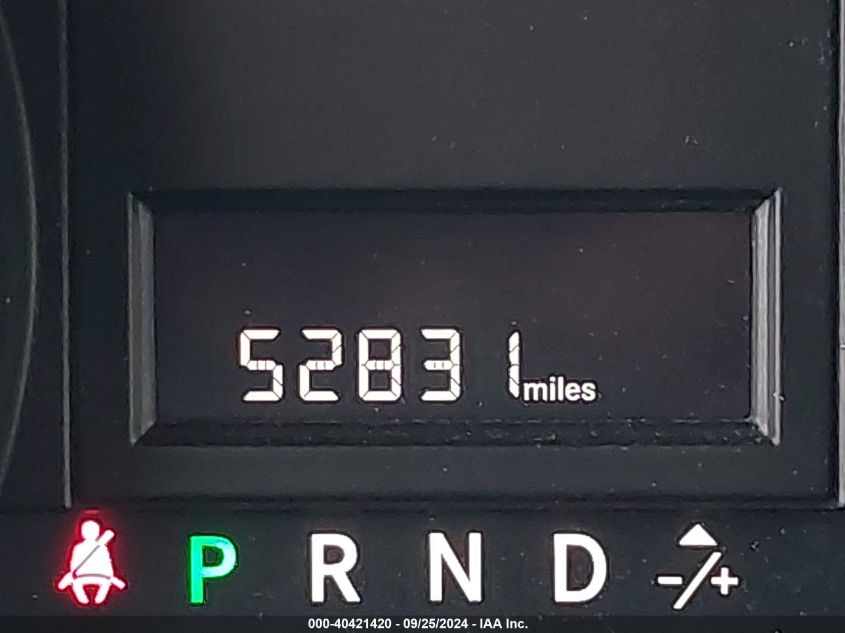 52831 miles
P R N D -/+
000-40421420 - 09/25/2024 - IAA Inc.